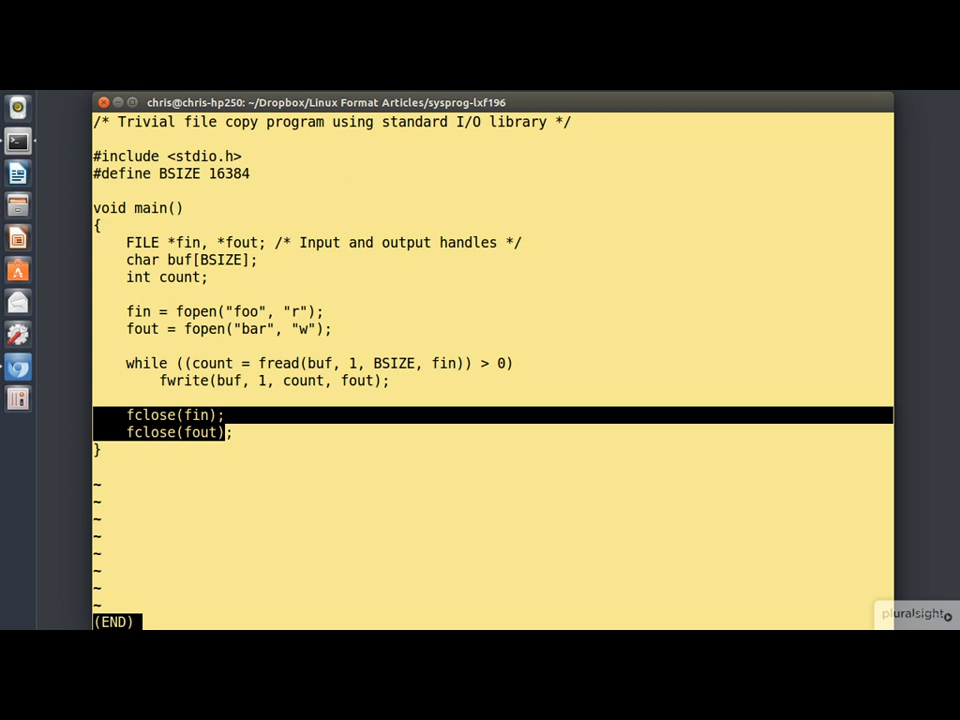 chris@chris-hp250: ~/Dropbox/Linux Format Articles/sysprog-lxf196
/* Trivial file copy program using standard I/O library */
#include <stdio.h>
#define BSIZE 16384
void main()
{
    FILE *fin, *fout; /* Input and output handles */
    char buf[BSIZE];
    int count;
    fin = fopen("foo", "r");
    fout = fopen("bar", "w");
    while ((count = fread(buf, 1, BSIZE, fin)) > 0)
        fwrite(buf, 1, count, fout);
    fclose(fin);
    fclose(fout);
}
~
~
~
~
~
~
~
~
(END)
pluralsight